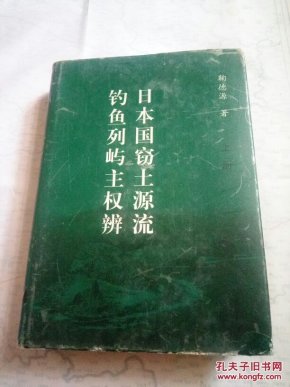 鞠德源 著
日本国窃土源流
钓鱼列屿主权辨
孔夫子旧书网